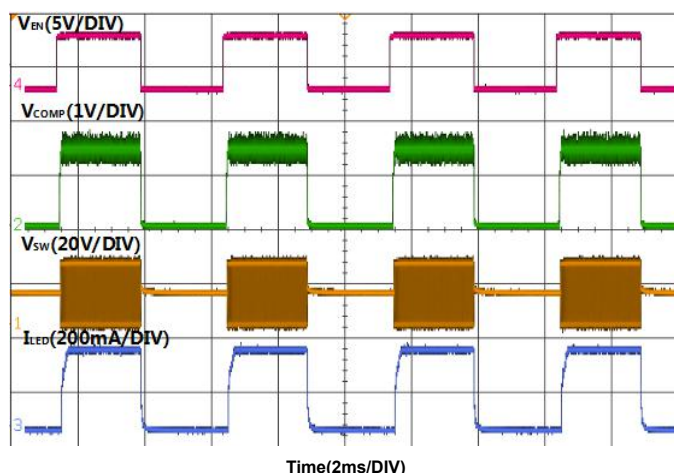 VEN(5V/DIV)
4
VCOMP(1V/DIV)
2
VSW(20V/DIV)
1
ILED(200mA/DIV)
3
Time(2ms/DIV)